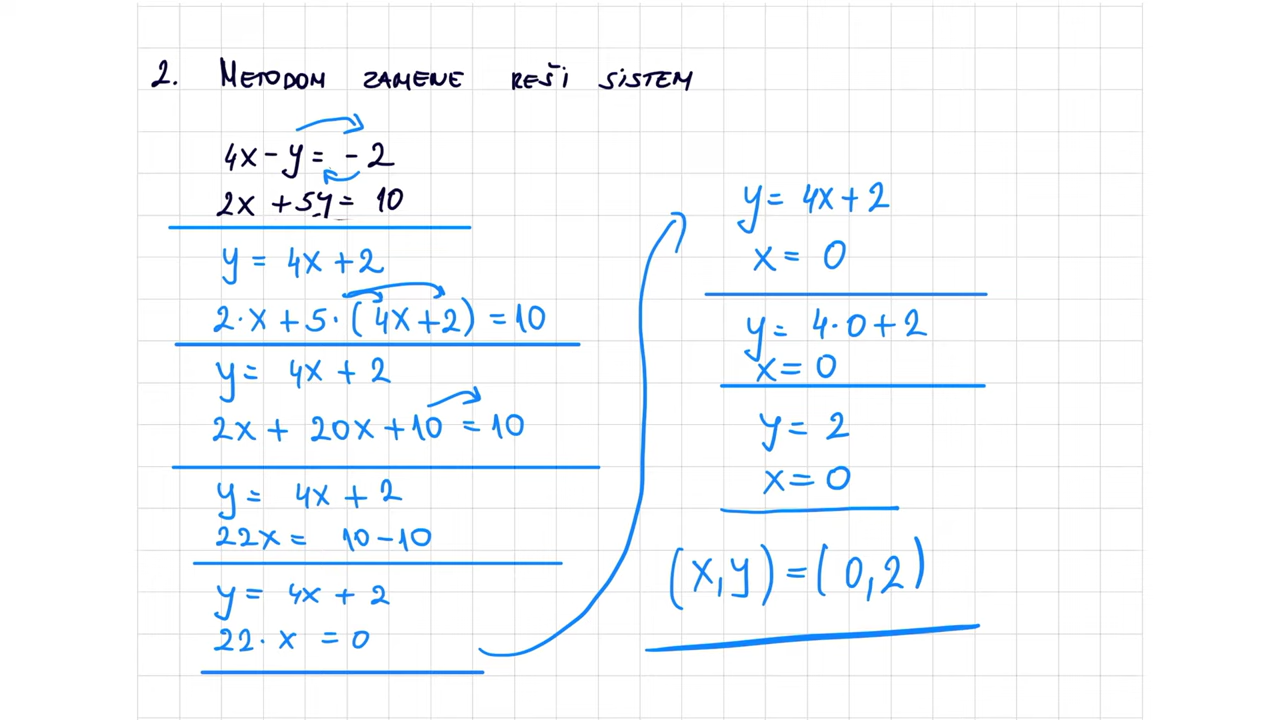 2. METODOM ZAMENE REŠI SISTEM
4x - y = -2
2x + 5y = 10
y = 4x + 2
2·x + 5·(4x+2) = 10
y = 4x + 2
2x + 20x + 10 = 10
y = 4x + 2
22x = 10-10
y = 4x + 2
22·x = 0
y = 4x + 2
x = 0
y = 4·0 + 2
x = 0
y = 2
x = 0
(x,y) = (0,2)